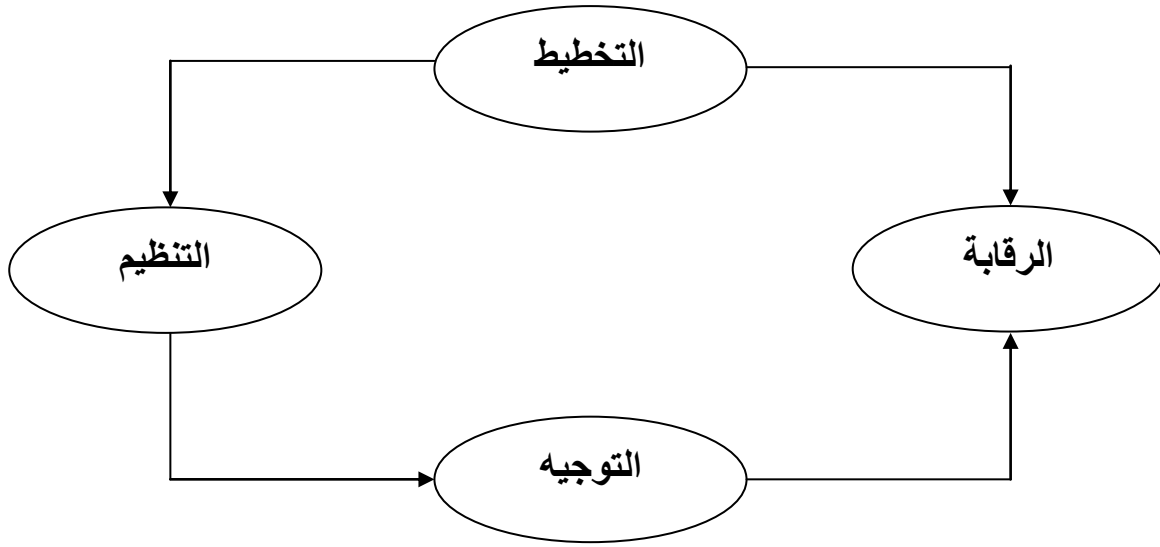 التخطيط
الرقابة
التنظيم
التوجيه